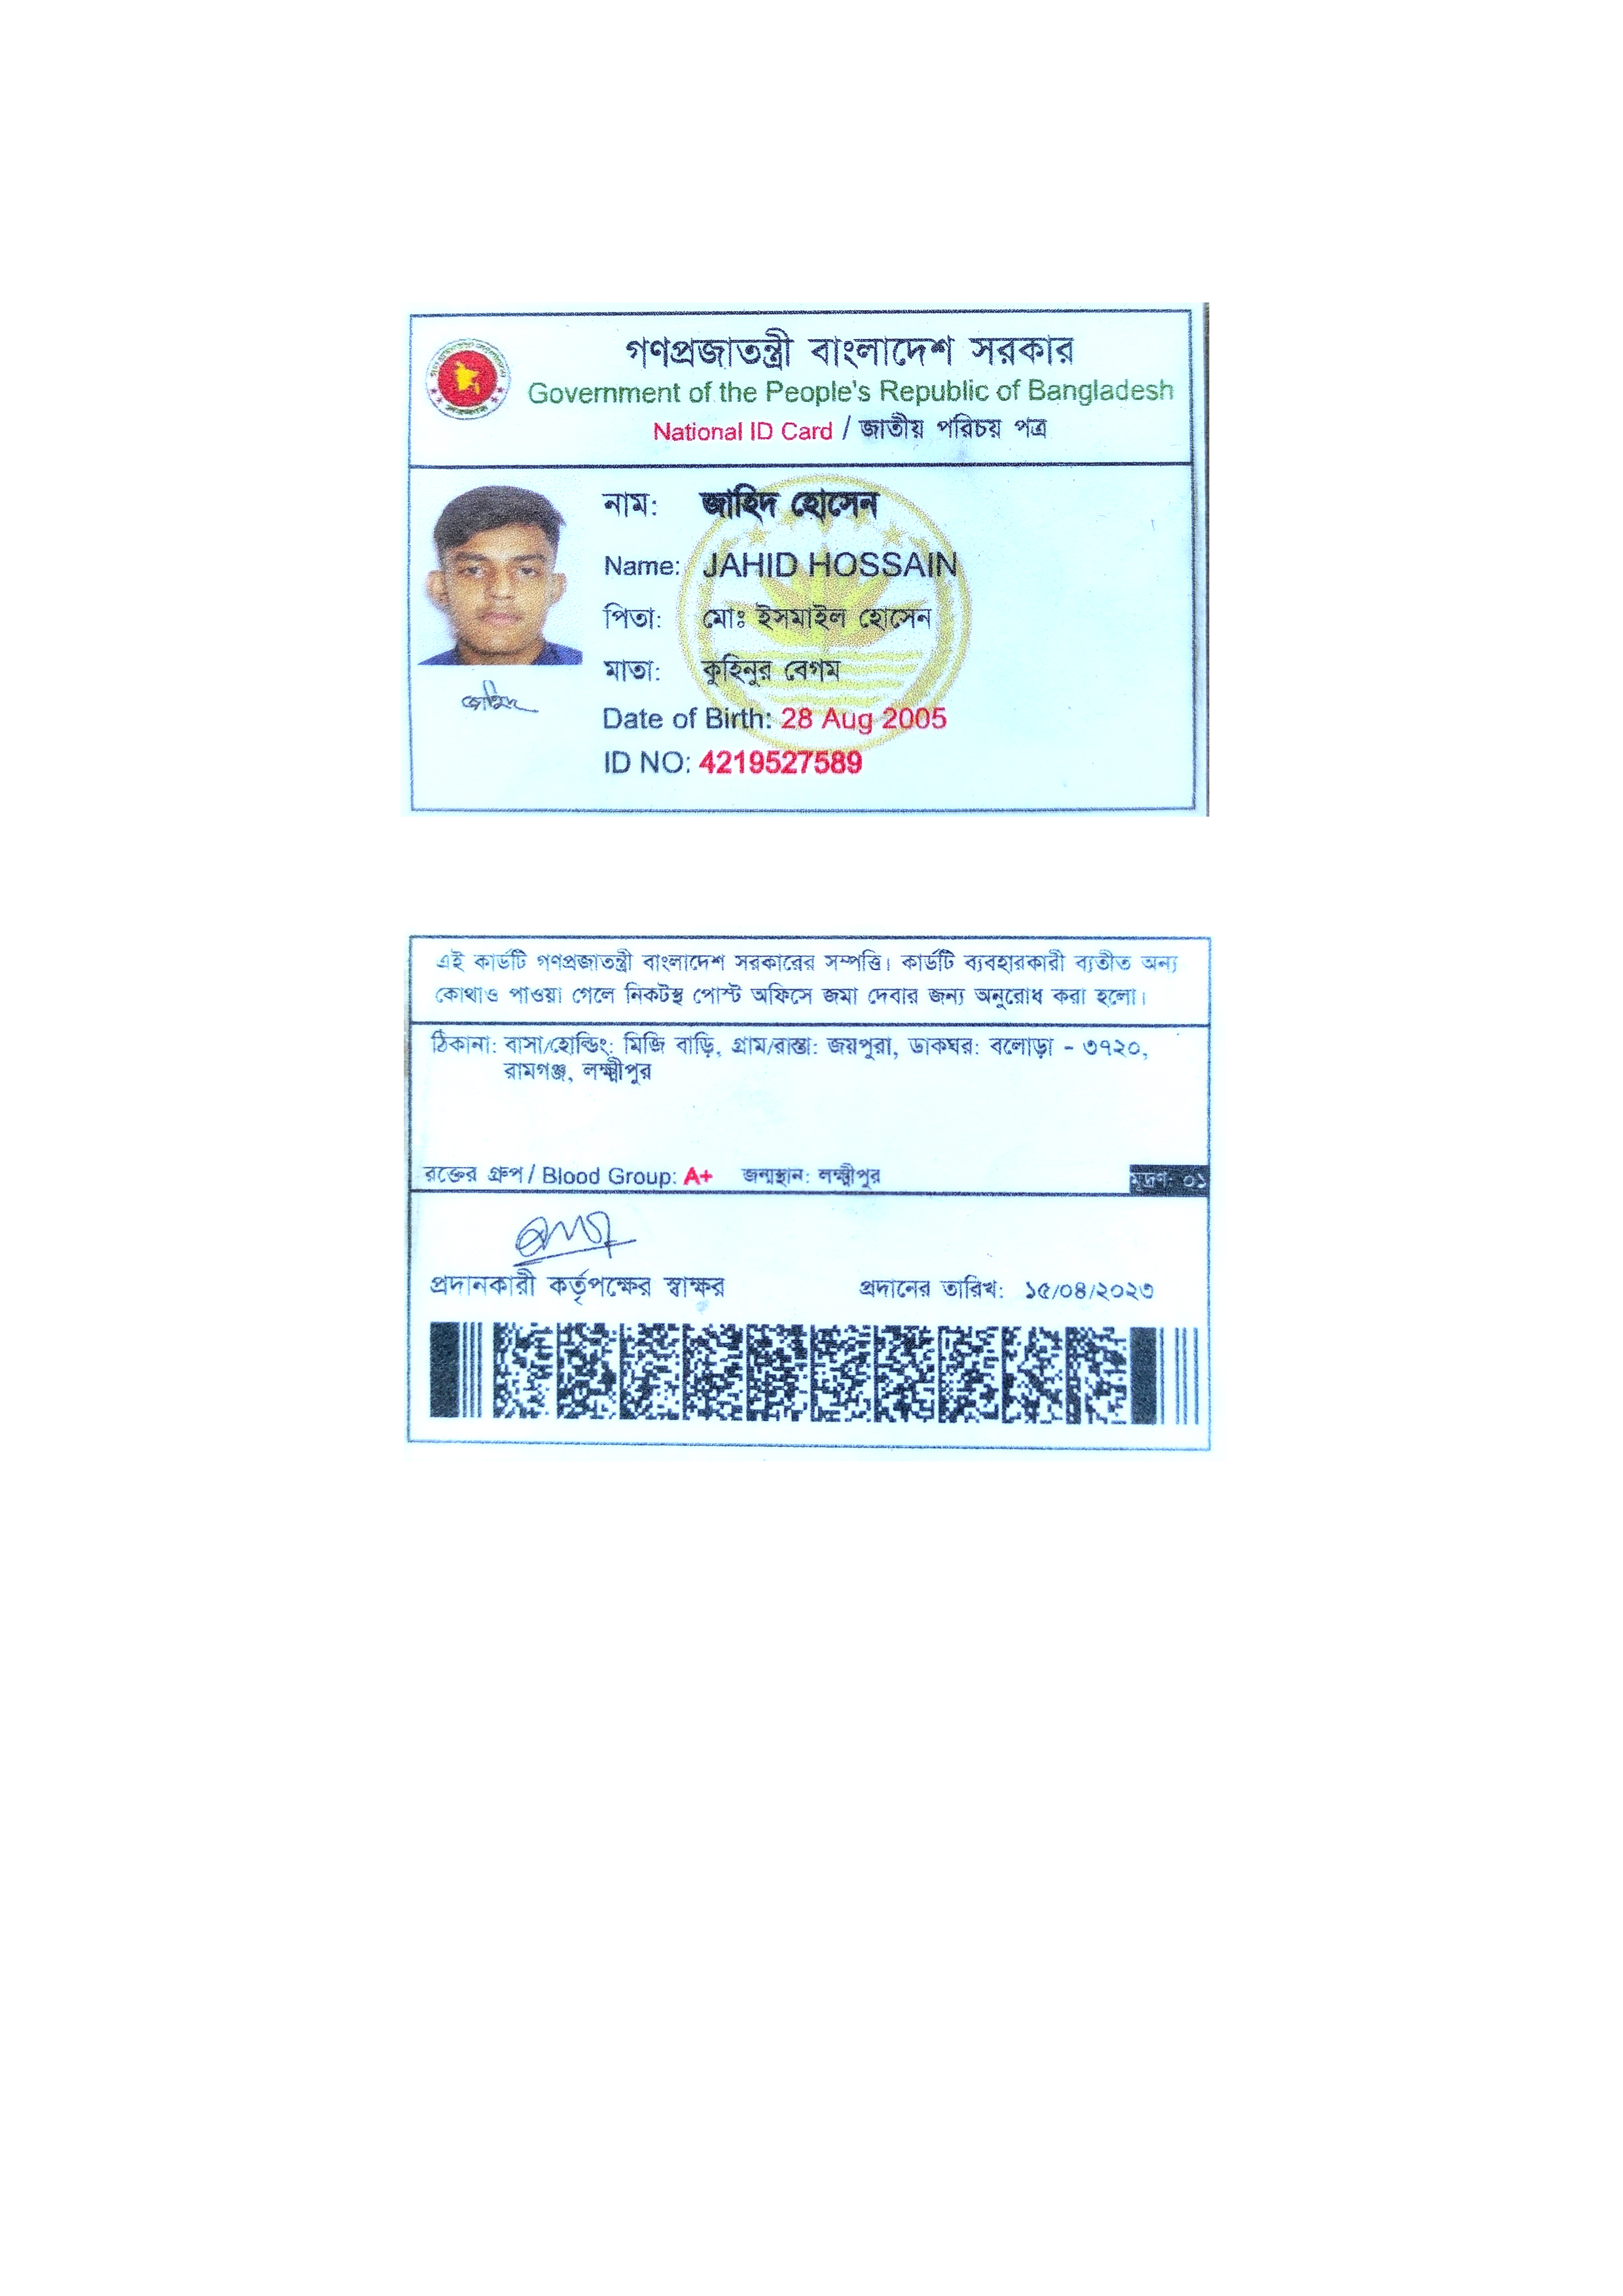 গণপ্রজাতন্ত্রী বাংলাদেশ সরকার
Government of the People's Republic of Bangladesh
National ID Card / জাতীয় পরিচয় পত্র
নাম: জাহিদ হোসেন
Name: JAHID HOSSAIN
পিতা: মোঃ ইসমাইল হোসেন
মাতা: কুহিনুর বেগম
জাহিদ
Date of Birth: 28 Aug 2005
ID NO: 4219527589
এই কার্ডটি গণপ্রজাতন্ত্রী বাংলাদেশ সরকারের সম্পত্তি। কার্ডটি ব্যবহারকারী ব্যতীত অন্য
কোথাও পাওয়া গেলে নিকটস্থ পোস্ট অফিসে জমা দেবার জন্য অনুরোধ করা হলো।
ঠিকানা: বাসা/হোল্ডিং: মিজি বাড়ি, গ্রাম/রাস্তা: জয়পুরা, ডাকঘর: বলোড়া - ৩৭২০,
রামগঞ্জ, লক্ষ্মীপুর
রক্তের গ্রুপ / Blood Group: A+ জন্মস্থান: লক্ষ্মীপুর
মুদ্রণ: ০১
প্রদানকারী কর্তৃপক্ষের স্বাক্ষর
প্রদানের তারিখ: ১৫/০৪/২০২৩